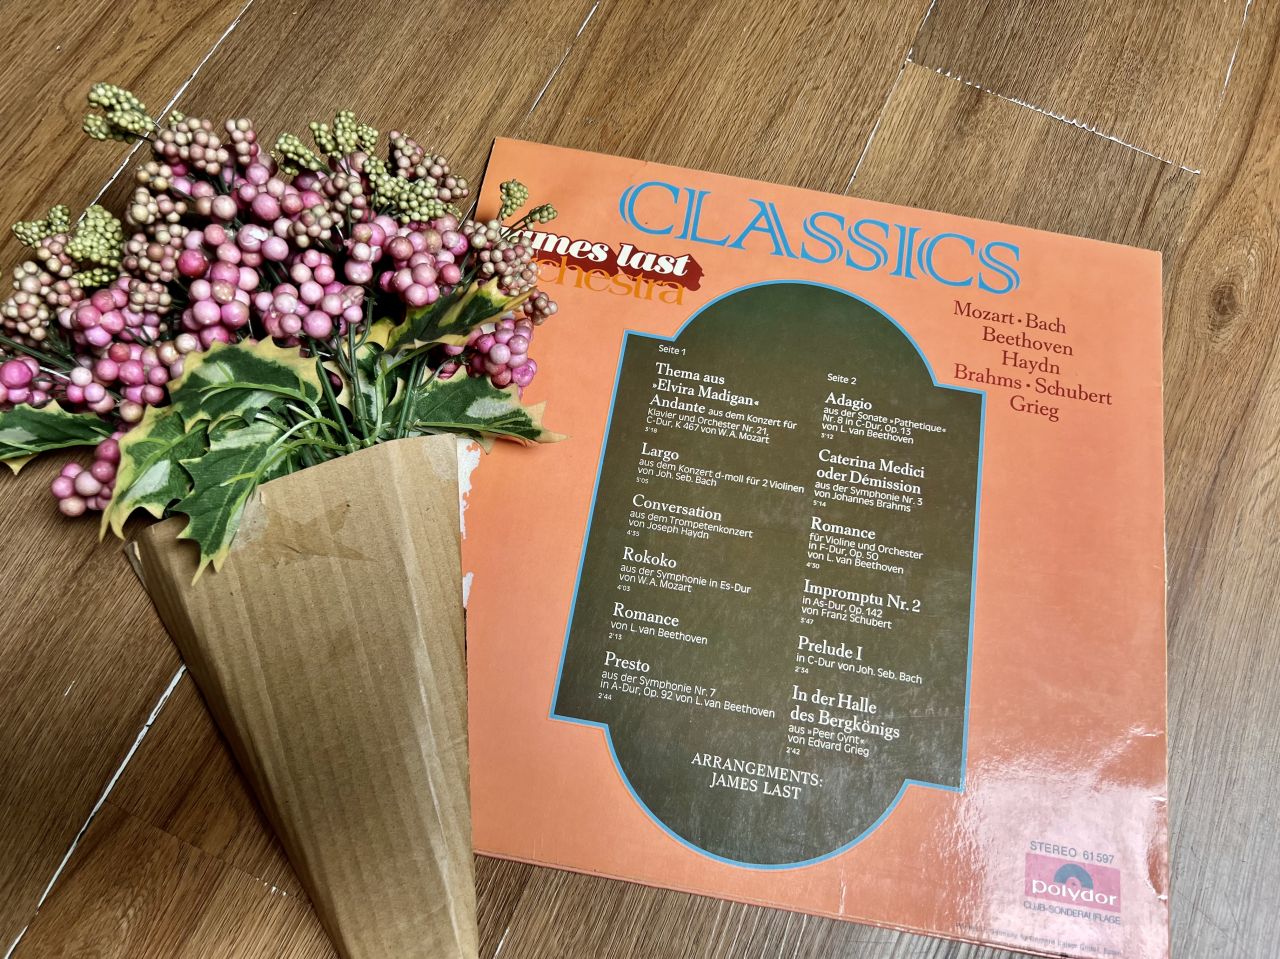 CLASSICS
james last
orchestra
Mozart · Bach
Beethoven
Haydn
Brahms · Schubert
Grieg
Seite 1
Thema aus
»Elvira Madigan«
Andante aus dem Konzert für
Klavier und Orchester Nr. 21,
C-Dur, K 467 von W. A. Mozart
5'18
Largo
aus dem Konzert d-moll für 2 Violinen
von Joh. Seb. Bach
5'05
Conversation
aus dem Trompetenkonzert
von Joseph Haydn
4'35
Rokoko
aus der Symphonie in Es-Dur
von W. A. Mozart
4'03
Romance
von L. van Beethoven
2'13
Presto
aus der Symphonie Nr. 7
in A-Dur, Op. 92 von L. van Beethoven
2'44
Seite 2
Adagio
aus der Sonate »Pathetique«
Nr. 8 in C-Dur, Op. 13
von L. van Beethoven
3'12
Caterina Medici
oder Démission
aus der Symphonie Nr. 3
von Johannes Brahms
5'14
Romance
für Violine und Orchester
in F-Dur, Op. 50
von L. van Beethoven
4'30
Impromptu Nr. 2
in As-Dur, Op. 142
von Franz Schubert
3'47
Prelude I
in C-Dur von Joh. Seb. Bach
2'34
In der Halle
des Bergkönigs
aus »Peer Gynt«
von Edvard Grieg
2'42
ARRANGEMENTS:
JAMES LAST
STEREO 61 597
polydor
CLUB-SONDERAUFLAGE
Germany by Gerhard Kaiser GmbH, Essen